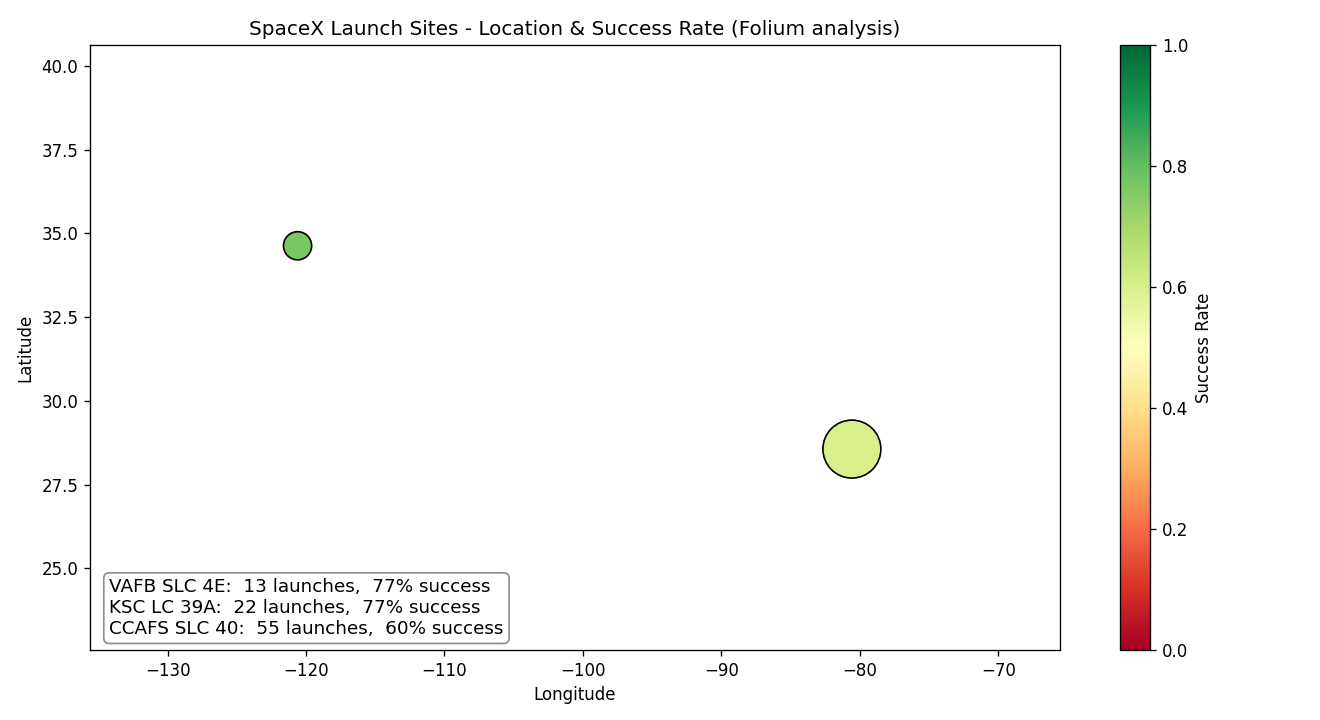 SpaceX Launch Sites - Location & Success Rate (Folium analysis)
40.0
37.5
35.0
32.5
30.0
27.5
25.0
Latitude
VAFB SLC 4E:  13 launches,  77% success
KSC LC 39A:  22 launches,  77% success
CCAFS SLC 40:  55 launches,  60% success
−130
−120
−110
−100
−90
−80
−70
Longitude
1.0
0.8
0.6
0.4
0.2
0.0
Success Rate